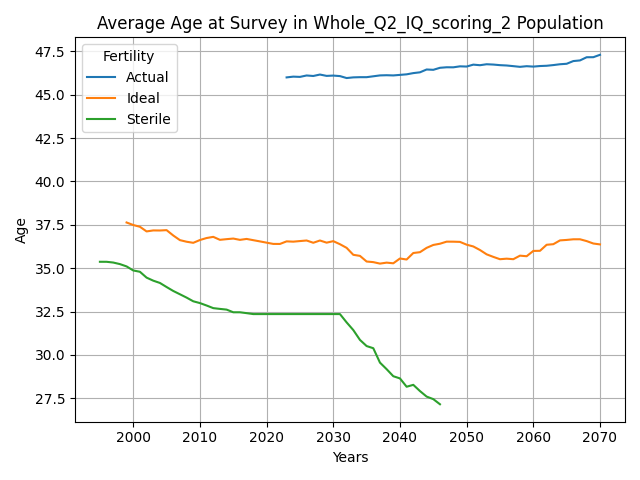 Average Age at Survey in Whole_Q2_IQ_scoring_2 Population
Fertility
Actual
Ideal
Sterile
47.5
45.0
42.5
40.0
37.5
35.0
32.5
30.0
27.5
Age
2000 2010 2020 2030 2040 2050 2060 2070
Years